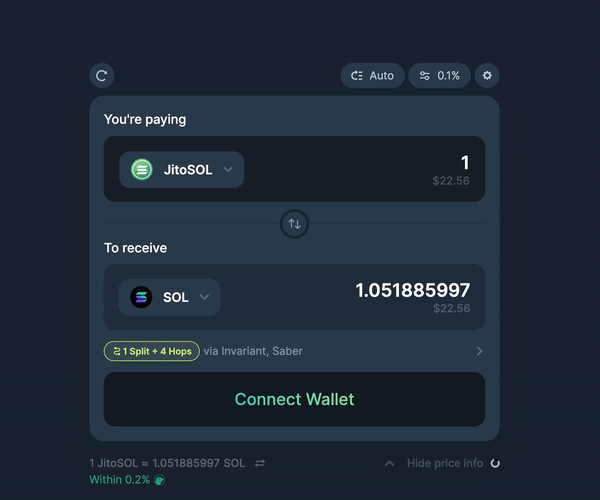 Auto 0.1%
You're paying
JitoSOL 1
$22.56
To receive
SOL 1.051885997
$22.56
1 Split + 4 Hops via Invariant, Saber
Connect Wallet
1 JitoSOL ≈ 1.051885997 SOL Hide price info
Within 0.2%